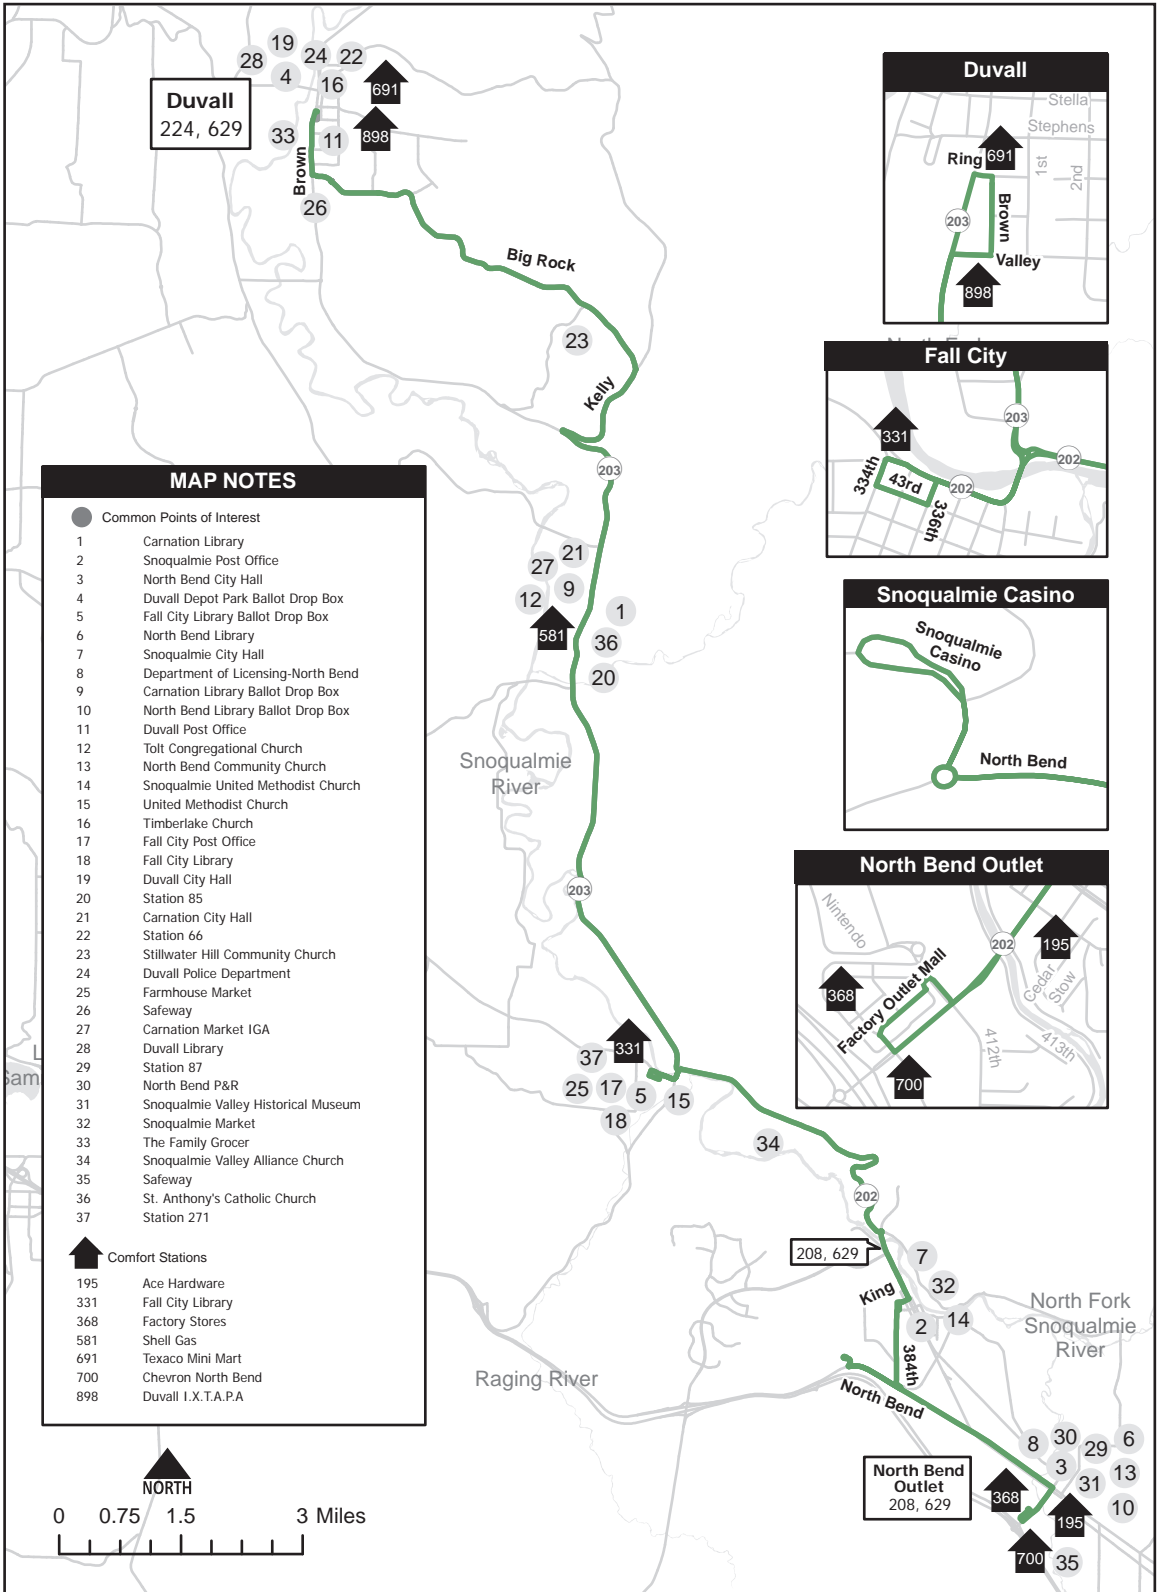 19
28
24
22
4
16
691
Duvall
224, 629
898
33
11
Brown
26
Big Rock
23
Kelly
203
21
27
9
12
1
581
36
20
Snoqualmie
River
203
331
37
25
17
5
15
18
34
202
208, 629
7
32
King
2
14
North Fork
Snoqualmie
River
384th
Raging River
North Bend
8
30
29
6
3
31
13
10
North Bend
Outlet
208, 629
368
195
700
35
Duvall
Stella
Stephens
Ring
691
1st
2nd
203
Brown
Valley
898
Fall City
331
203
202
334th
43rd
202
336th
Snoqualmie Casino
Snoqualmie
Casino
North Bend
North Bend Outlet
Nintendo
202
195
368
Factory Outlet Mall
Cedar
Stow
412th
413th
700
MAP NOTES
Common Points of Interest
1 Carnation Library
2 Snoqualmie Post Office
3 North Bend City Hall
4 Duvall Depot Park Ballot Drop Box
5 Fall City Library Ballot Drop Box
6 North Bend Library
7 Snoqualmie City Hall
8 Department of Licensing-North Bend
9 Carnation Library Ballot Drop Box
10 North Bend Library Ballot Drop Box
11 Duvall Post Office
12 Tolt Congregational Church
13 North Bend Community Church
14 Snoqualmie United Methodist Church
15 United Methodist Church
16 Timberlake Church
17 Fall City Post Office
18 Fall City Library
19 Duvall City Hall
20 Station 85
21 Carnation City Hall
22 Station 66
23 Stillwater Hill Community Church
24 Duvall Police Department
25 Farmhouse Market
26 Safeway
27 Carnation Market IGA
28 Duvall Library
29 Station 87
30 North Bend P&R
31 Snoqualmie Valley Historical Museum
32 Snoqualmie Market
33 The Family Grocer
34 Snoqualmie Valley Alliance Church
35 Safeway
36 St. Anthony's Catholic Church
37 Station 271
Comfort Stations
195 Ace Hardware
331 Fall City Library
368 Factory Stores
581 Shell Gas
691 Texaco Mini Mart
700 Chevron North Bend
898 Duvall I.X.T.A.P.A
NORTH
0 0.75 1.5 3 Miles